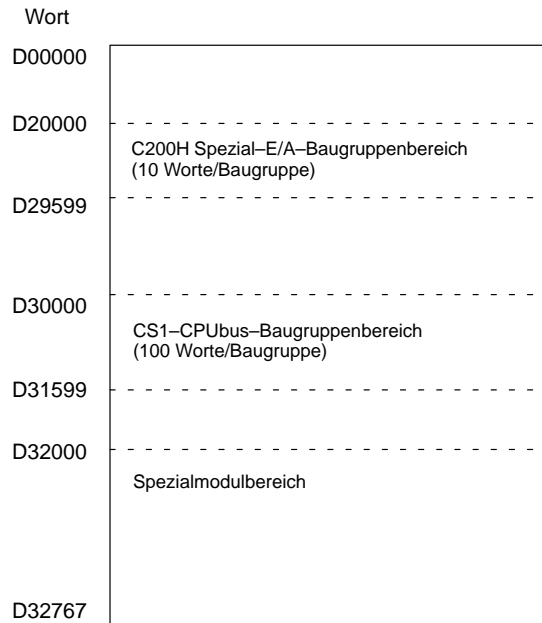 Wort
D00000
D20000
C200H Spezial–E/A–Baugruppenbereich
(10 Worte/Baugruppe)
D29599
D30000
CS1–CPUbus–Baugruppenbereich
(100 Worte/Baugruppe)
D31599
D32000
Spezialmodulbereich
D32767